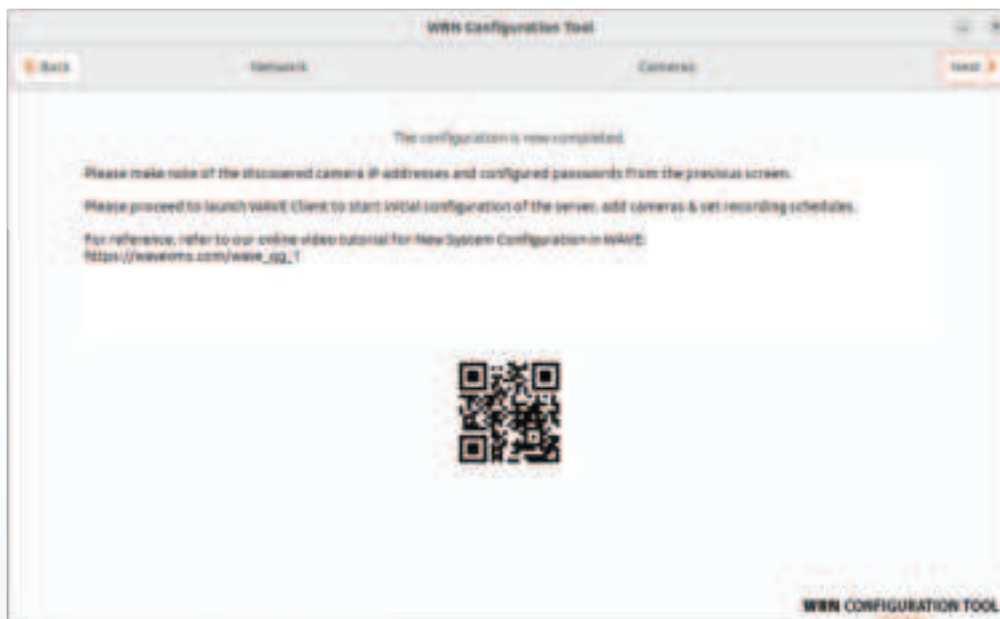 WRN Configuration Tool
Back
Network
Cameras
Next
The configuration is now completed.
Please make note of the discovered camera IP addresses and configured passwords from the previous screen.
Please proceed to launch WAVE Client to start initial configuration of the server, add cameras & set recording schedules.
For reference, refer to our online video tutorial for New System Configuration in WAVE:
https://wavevms.com/wave_qg_1
WRN CONFIGURATION TOOL